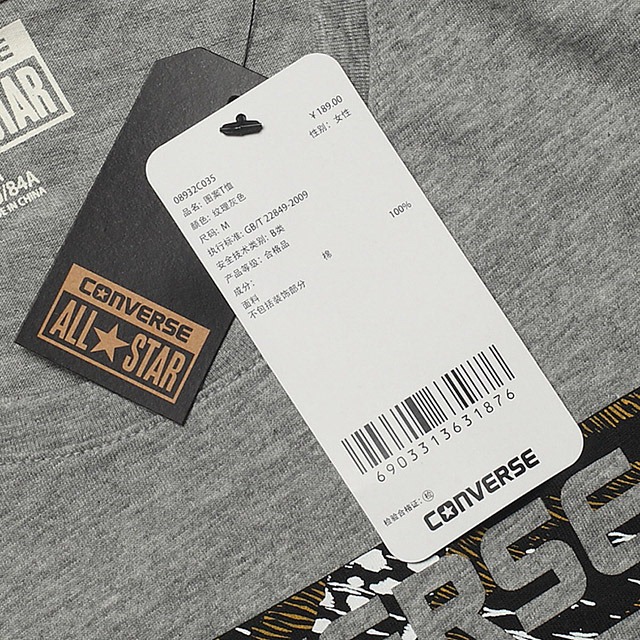 E
STAR
/84A
E IN CHINA
CONVERSE
ALL STAR
¥189.00
性别: 女性
08932C035
品名: 图案T恤
颜色: 纹理灰色
尺码: M
执行标准: GB/T 22849-2009
安全技术类别: B类
产品等级: 合格品
成分:
面料 棉 100%
不包括装饰部分
6903313631876
检验合格证: 检
CONVERSE
ERSE